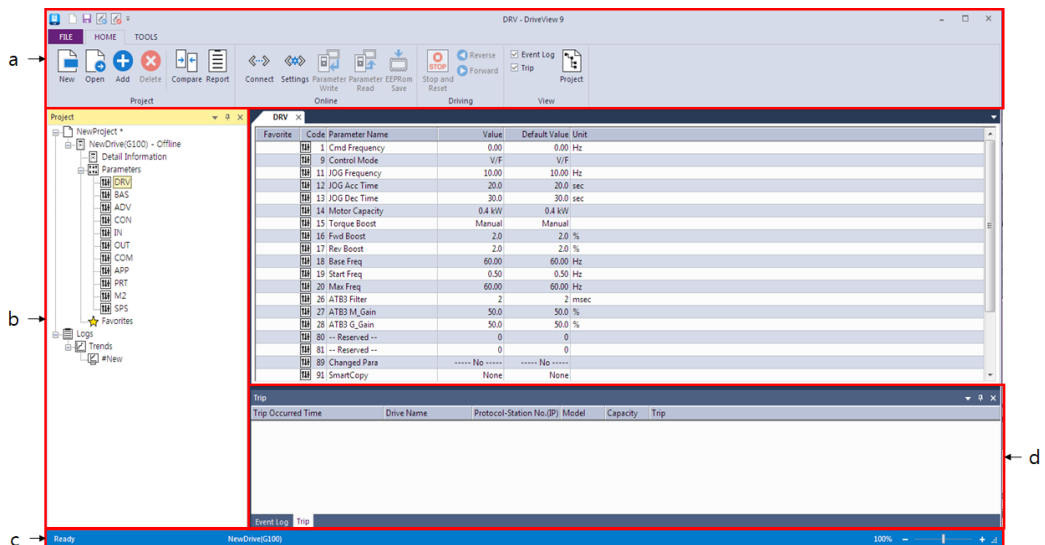 DRV - DriveView 9
FILE HOME TOOLS
New Open Add Delete Compare Report Connect Settings Parameter Write Parameter Read EEPRom Save Stop and Reset Reverse Forward Event Log Trip Project
STOP
Project Online Driving View
a
Project
NewProject *
NewDrive(G100) - Offline
Detail Information
Parameters
DRV
BAS
ADV
CON
IN
OUT
COM
APP
PRT
M2
SPS
Favorites
Logs
Trends
#New
b
DRV
Favorite Code Parameter Name Value Default Value Unit
1 Cmd Frequency 0.00 0.00 Hz
9 Control Mode V/F V/F
11 JOG Frequency 10.00 10.00 Hz
12 JOG Acc Time 20.0 20.0 sec
13 JOG Dec Time 30.0 30.0 sec
14 Motor Capacity 0.4 kW 0.4 kW
15 Torque Boost Manual Manual
16 Fwd Boost 2.0 2.0 %
17 Rev Boost 2.0 2.0 %
18 Base Freq 60.00 60.00 Hz
19 Start Freq 0.50 0.50 Hz
20 Max Freq 60.00 60.00 Hz
26 ATB3 Filter 2 2 msec
27 ATB3 M_Gain 50.0 50.0 %
28 ATB3 G_Gain 50.0 50.0 %
80 -- Reserved -- 0 0
81 -- Reserved -- 0 0
89 Changed Para ----- No ----- ----- No -----
91 SmartCopy None None
Trip
Trip Occurred Time Drive Name Protocol-Station No.(IP) Model Capacity Trip
d
Event Log Trip
c
Ready NewDrive(G100) 100%